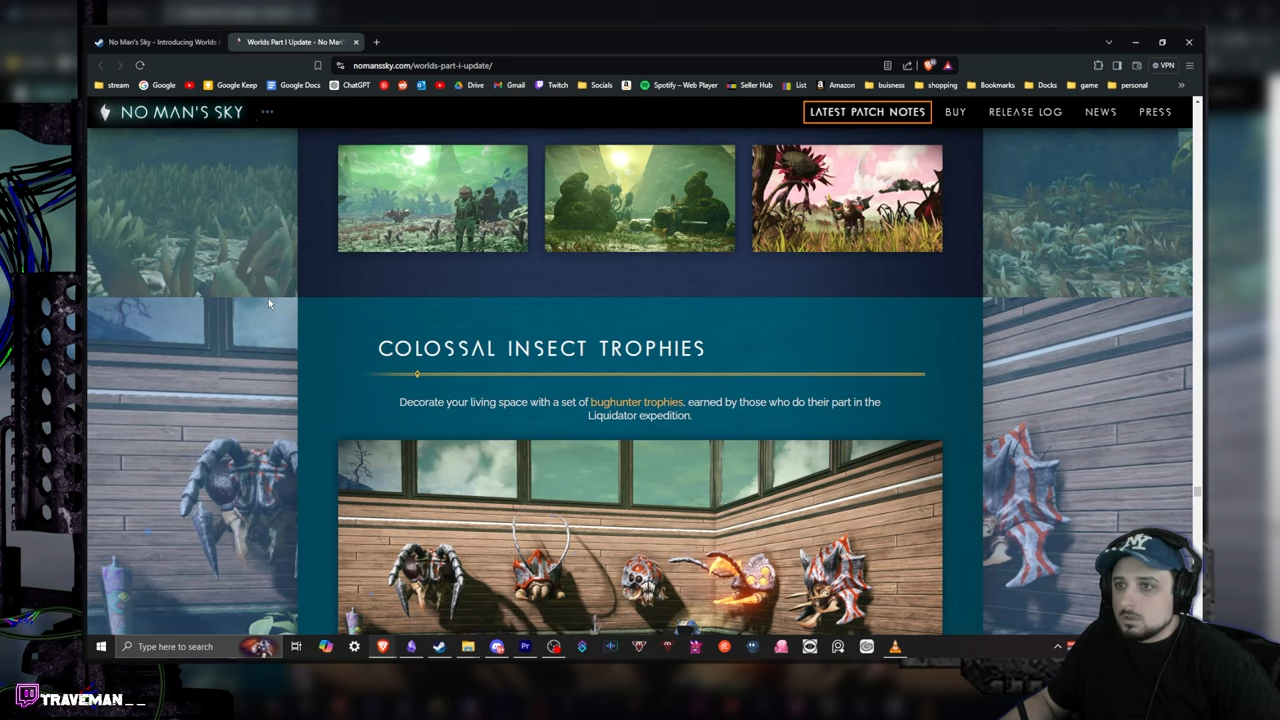 No Man's Sky - Introducing Worlds
Worlds Part I Update - No Man'
nomanssky.com/worlds-part-i-update/
VPN
stream
Google
Google Keep
Google Docs
ChatGPT
Drive
Gmail
Twitch
Socials
Spotify – Web Player
Seller Hub
List
Amazon
buisness
shopping
Bookmarks
Docks
game
personal
NO MAN'S SKY
LATEST PATCH NOTES
BUY
RELEASE LOG
NEWS
PRESS
COLOSSAL INSECT TROPHIES
Decorate your living space with a set of bughunter trophies, earned by those who do their part in the
Liquidator expedition.
NY
Type here to search
TRAVEMAN__